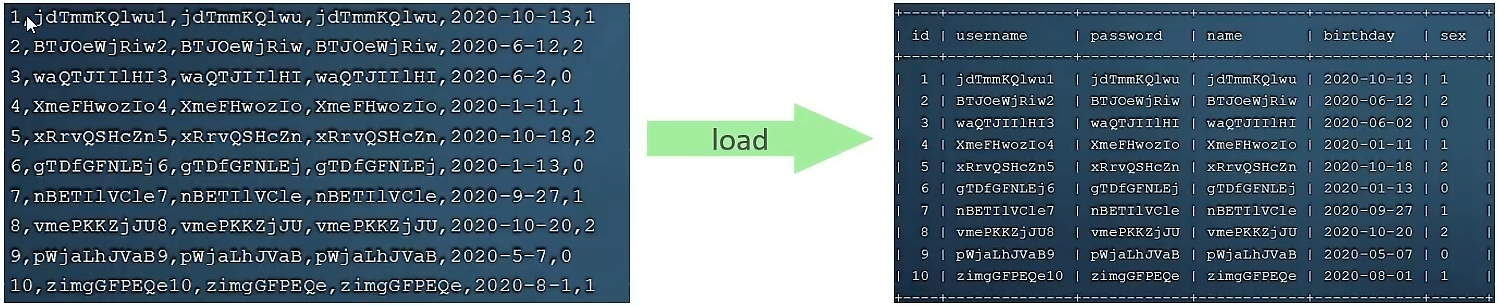 1,jdTmmKQlwu1,jdTmmKQlwu,jdTmmKQlwu,2020-10-13,1
2,BTJOeWjRiw2,BTJOeWjRiw,BTJOeWjRiw,2020-6-12,2
3,waQTJIIlHI3,waQTJIIlHI,waQTJIIlHI,2020-6-2,0
4,XmeFHwozIo4,XmeFHwozIo,XmeFHwozIo,2020-1-11,1
5,xRrvQSHcZn5,xRrvQSHcZn,xRrvQSHcZn,2020-10-18,2
6,gTDfGFNLEj6,gTDfGFNLEj,gTDfGFNLEj,2020-1-13,0
7,nBETIlVCle7,nBETIlVCle,nBETIlVCle,2020-9-27,1
8,vmePKKZjJU8,vmePKKZjJU,vmePKKZjJU,2020-10-20,2
9,pWjaLhJVaB9,pWjaLhJVaB,pWjaLhJVaB,2020-5-7,0
10,zimgGFPEQe10,zimgGFPEQe,zimgGFPEQe,2020-8-1,1
load
| id | username | password | name | birthday | sex |
| 1 | jdTmmKQlwu1 | jdTmmKQlwu | jdTmmKQlwu | 2020-10-13 | 1 |
| 2 | BTJOeWjRiw2 | BTJOeWjRiw | BTJOeWjRiw | 2020-06-12 | 2 |
| 3 | waQTJIIlHI3 | waQTJIIlHI | waQTJIIlHI | 2020-06-02 | 0 |
| 4 | XmeFHwozIo4 | XmeFHwozIo | XmeFHwozIo | 2020-01-11 | 1 |
| 5 | xRrvQSHcZn5 | xRrvQSHcZn | xRrvQSHcZn | 2020-10-18 | 2 |
| 6 | gTDfGFNLEj6 | gTDfGFNLEj | gTDfGFNLEj | 2020-01-13 | 0 |
| 7 | nBETIlVCle7 | nBETIlVCle | nBETIlVCle | 2020-09-27 | 1 |
| 8 | vmePKKZjJU8 | vmePKKZjJU | vmePKKZjJU | 2020-10-20 | 2 |
| 9 | pWjaLhJVaB9 | pWjaLhJVaB | pWjaLhJVaB | 2020-05-07 | 0 |
| 10 | zimgGFPEQe10 | zimgGFPEQe | zimgGFPEQe | 2020-08-01 | 1 |